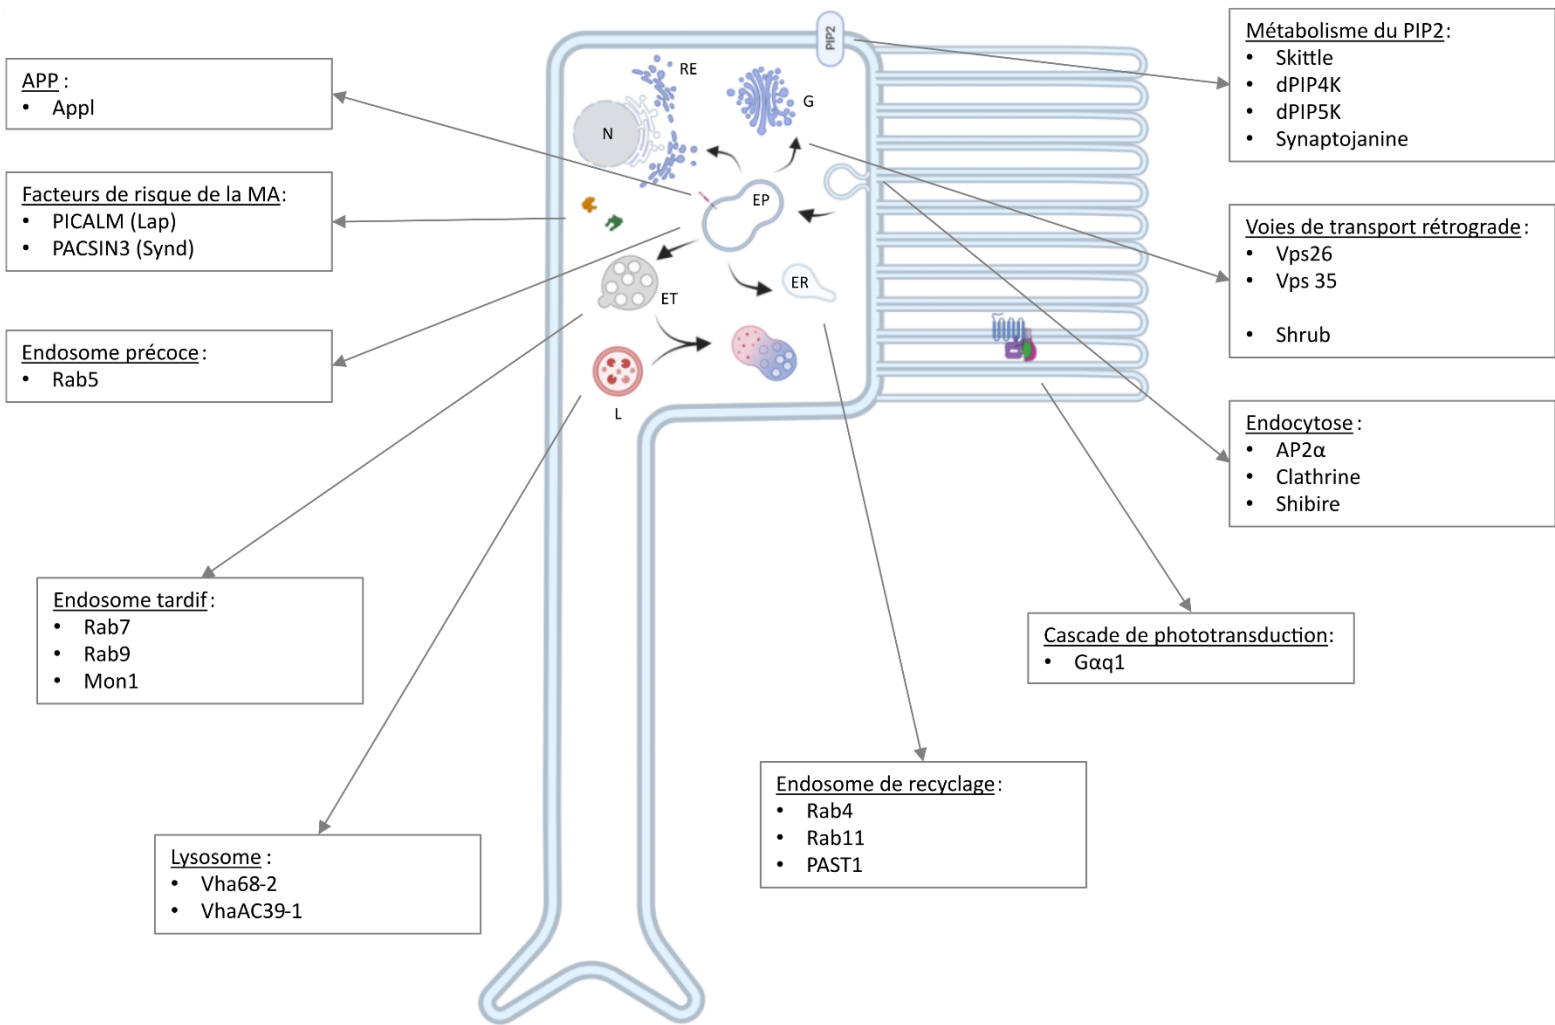 APP :
• Appl
Facteurs de risque de la MA:
• PICALM (Lap)
• PACSIN3 (Synd)
Endosome précoce :
• Rab5
Endosome tardif :
• Rab7
• Rab9
• Mon1
Lysosome :
• Vha68-2
• VhaAC39-1
PIP2
RE
G
N
EP
ET
ER
L
Endosome de recyclage :
• Rab4
• Rab11
• PAST1
Métabolisme du PIP2 :
• Skittle
• dPIP4K
• dPIP5K
• Synaptojanine
Voies de transport rétrograde :
• Vps26
• Vps 35
• Shrub
Endocytose :
• AP2α
• Clathrine
• Shibire
Cascade de phototransduction:
• Gαq1